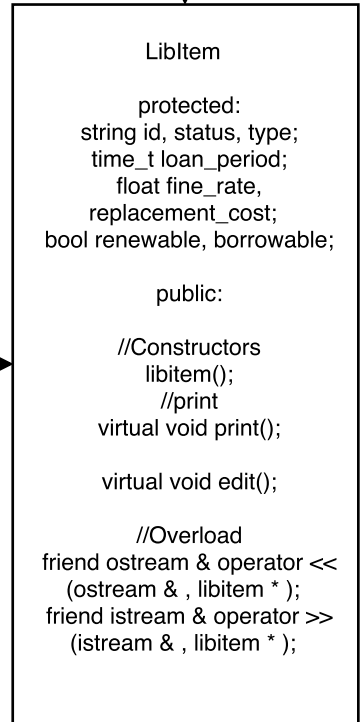 LibItem
protected:
string id, status, type;
time_t loan_period;
float fine_rate,
replacement_cost;
bool renewable, borrowable;
public:
//Constructors
libitem();
//print
virtual void print();
virtual void edit();
//Overload
friend ostream & operator <<
(ostream & , libitem * );
friend istream & operator >>
(istream & , libitem * );